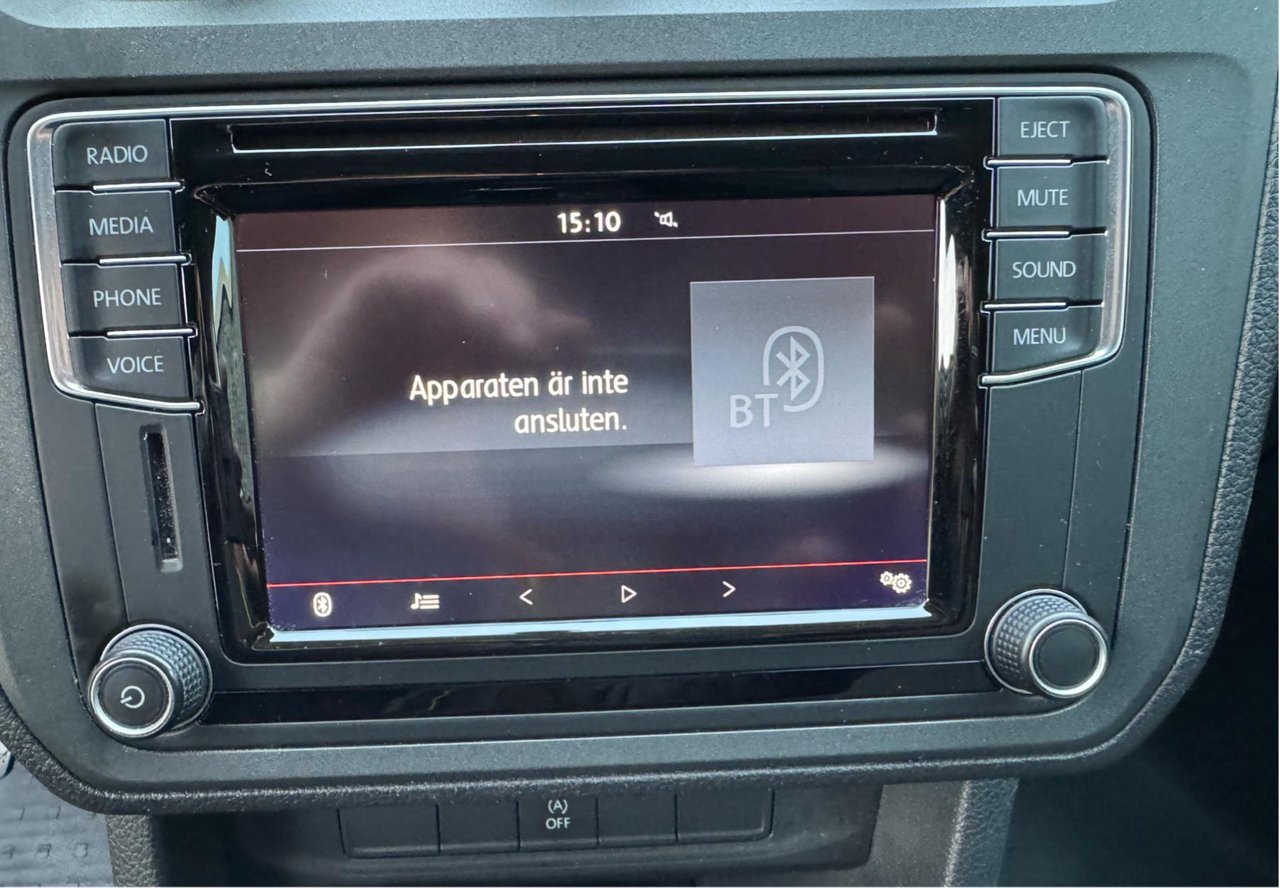 RADIO
MEDIA
PHONE
VOICE
EJECT
MUTE
SOUND
MENU
15:10
Apparaten är inte
ansluten.
BT
(A)
OFF